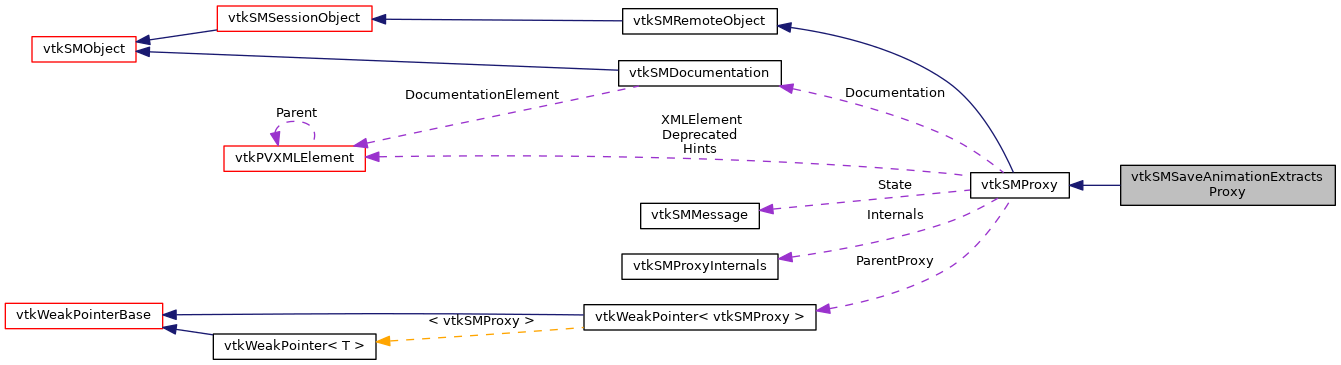 vtkSMSessionObject
vtkSMRemoteObject
vtkSMObject
vtkSMDocumentation
DocumentationElement
Documentation
Parent
XMLElement
Deprecated
Hints
vtkPVXMLElement
vtkSMProxy
vtkSMSaveAnimationExtracts
Proxy
State
vtkSMMessage
Internals
vtkSMProxyInternals
ParentProxy
vtkWeakPointerBase
< vtkSMProxy >
vtkWeakPointer< vtkSMProxy >
vtkWeakPointer< T >